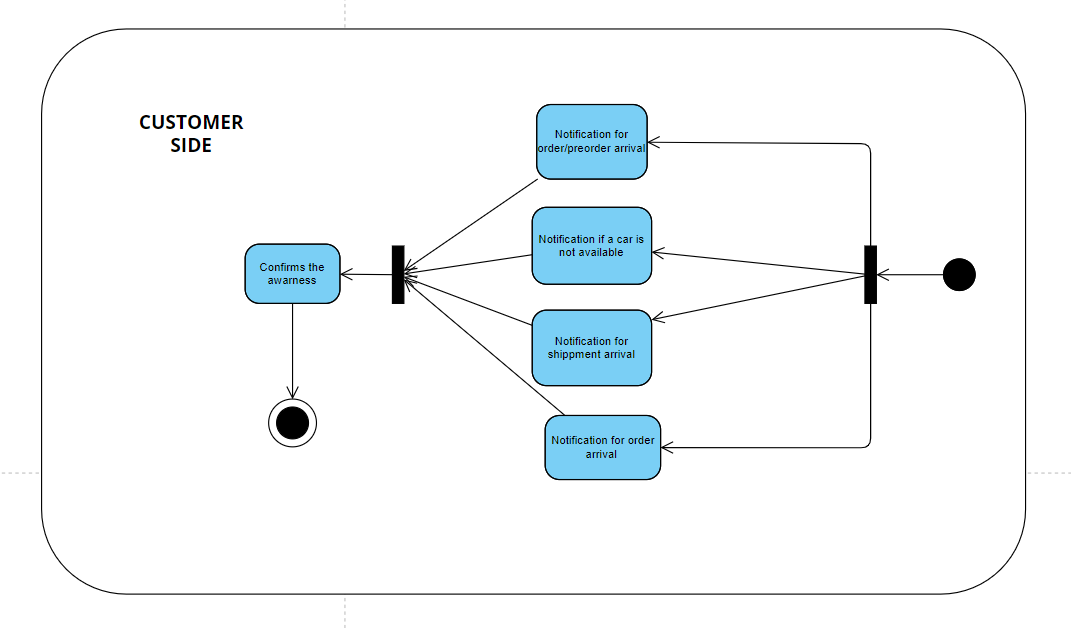 CUSTOMER
SIDE
Notification for
order/preorder arrival
Notification if a car is
not available
Confirms the
awarness
Notification for
shippment arrival
Notification for order
arrival